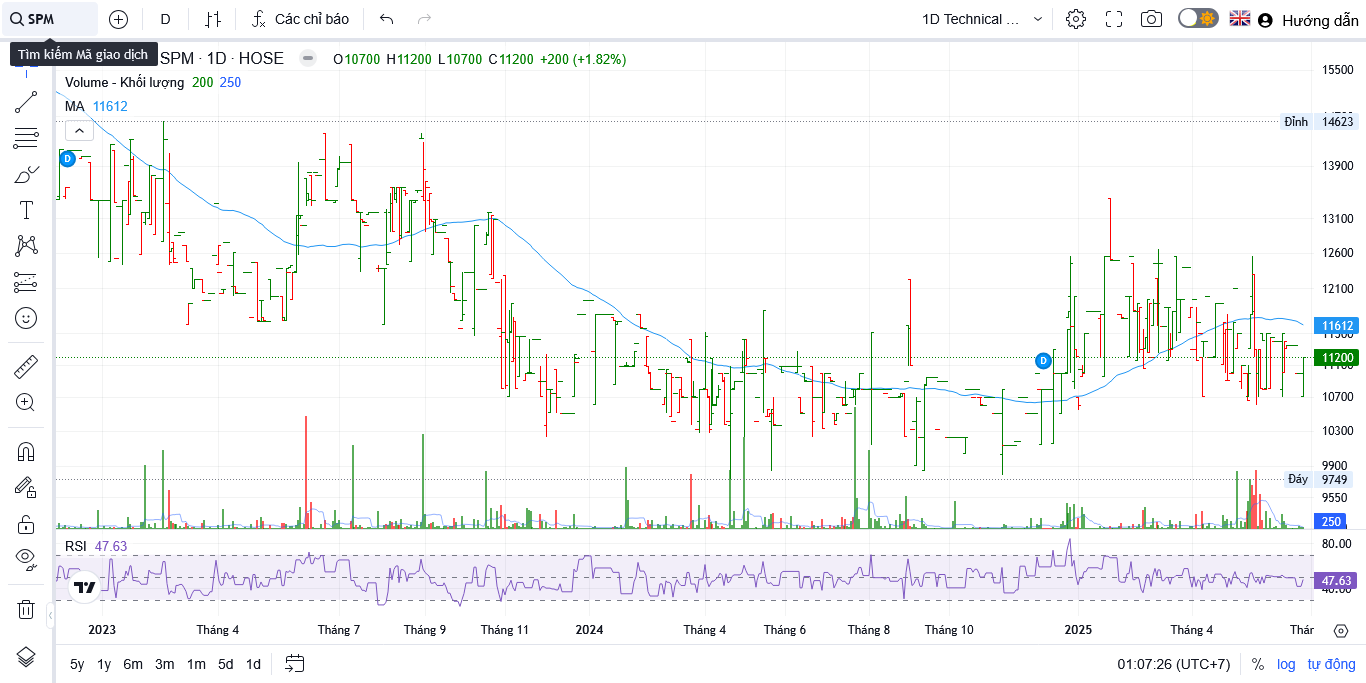 SPM
D
Các chỉ báo
1D Technical ...
Hướng dẫn
Tìm kiếm Mã giao dịch
SPM · 1D · HOSE
O10700 H11200 L10700 C11200 +200 (+1.82%)
Volume - Khối lượng 200 250
MA 11612
15500
Đỉnh 14623
D
13900
13100
12600
12100
11612
11500
11200
D
11100
10700
10300
9900
Đáy 9749
9550
250
RSI 47.63
80.00
47.63
40.00
2023 Tháng 4 Tháng 7 Tháng 9 Tháng 11 2024 Tháng 4 Tháng 6 Tháng 8 Tháng 10 2025 Tháng 4 Thár
5y 1y 6m 3m 1m 5d 1d
01:07:26 (UTC+7) % log tự động